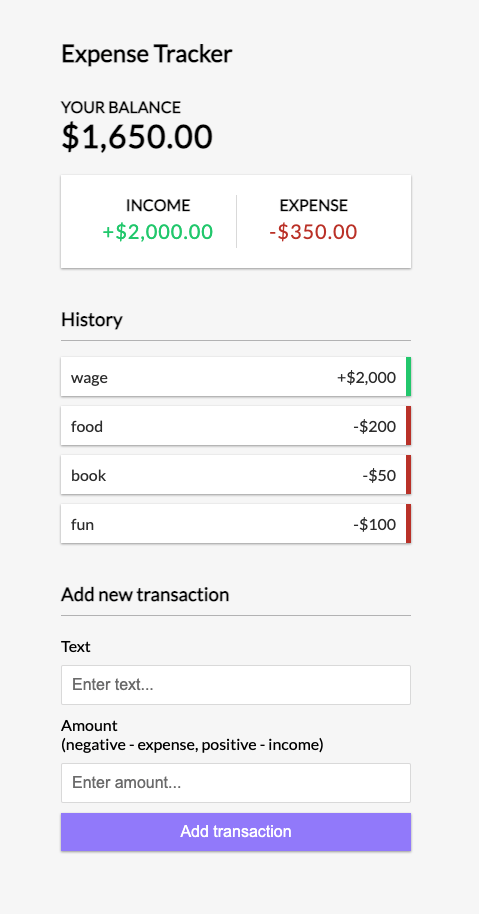 Expense Tracker
YOUR BALANCE
$1,650.00
INCOME EXPENSE
+$2,000.00 -$350.00
History
wage +$2,000
food -$200
book -$50
fun -$100
Add new transaction
Text
Enter text...
Amount
(negative - expense, positive - income)
Enter amount...
Add transaction